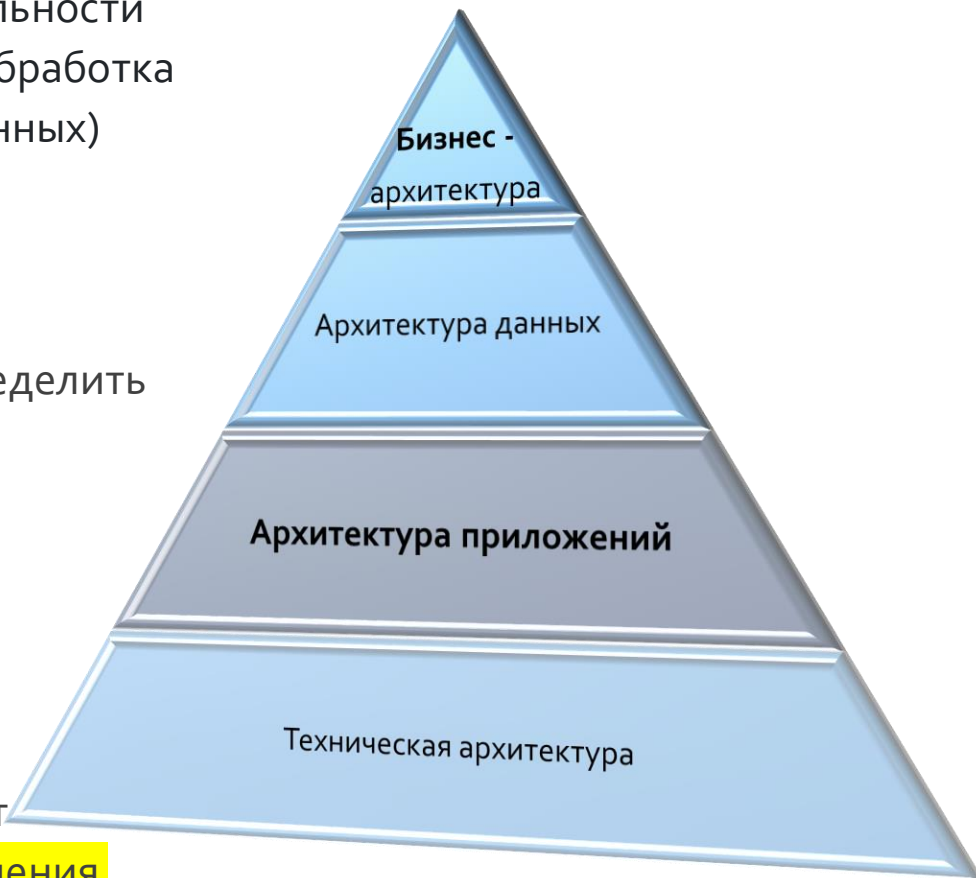 льности
бработка
нных)
еделить
т
ления
Бизнес -
архитектура
Архитектура данных
Архитектура приложений
Техническая архитектура